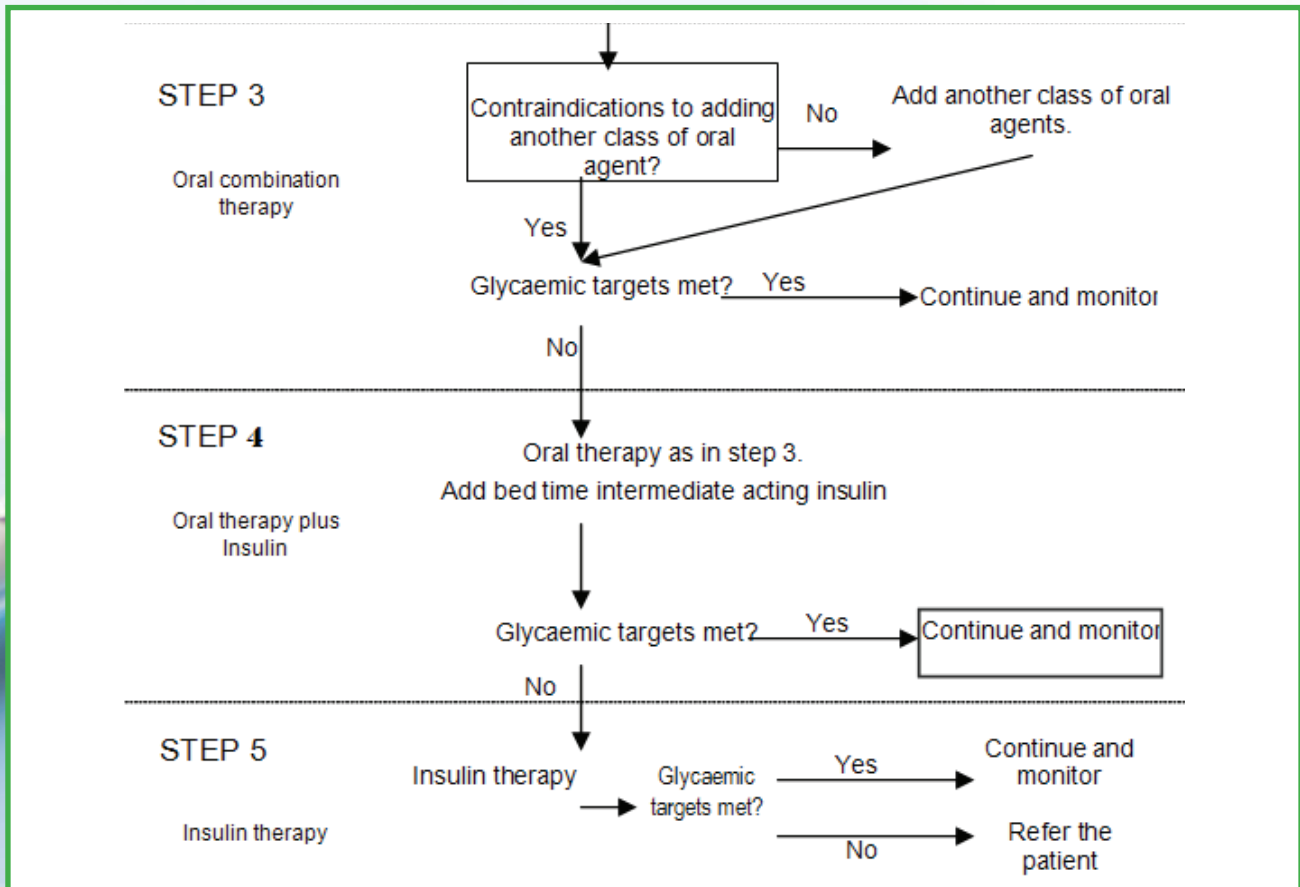 STEP 3
Oral combination
therapy
Contraindications to adding
another class of oral
agent?
No
Add another class of oral
agents.
Yes
Glycaemic targets met?
Yes
Continue and monitor
No
STEP 4
Oral therapy plus
Insulin
Oral therapy as in step 3.
Add bed time intermediate acting insulin
Glycaemic targets met?
Yes
Continue and monitor
No
STEP 5
Insulin therapy
Insulin therapy
Glycaemic
targets met?
Yes
Continue and
monitor
No
Refer the
patient